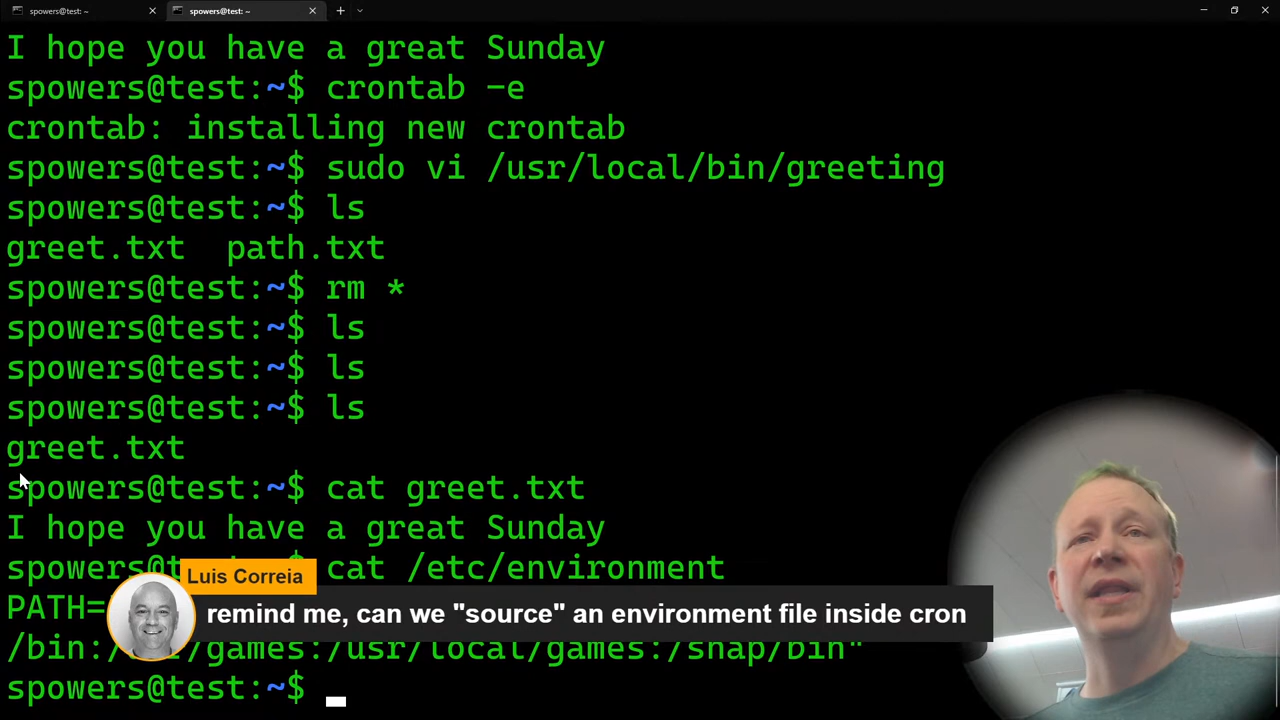 spowers@test: ~
spowers@test: ~
I hope you have a great Sunday
spowers@test:~$ crontab -e
crontab: installing new crontab
spowers@test:~$ sudo vi /usr/local/bin/greeting
spowers@test:~$ ls
greet.txt  path.txt
spowers@test:~$ rm *
spowers@test:~$ ls
spowers@test:~$ ls
spowers@test:~$ ls
greet.txt
spowers@test:~$ cat greet.txt
I hope you have a great Sunday
spowers@test:~$ cat /etc/environment
Luis Correia
PATH=
remind me, can we "source" an environment file inside cron
/bin:/usr/games:/usr/local/games:/snap/bin"
spowers@test:~$